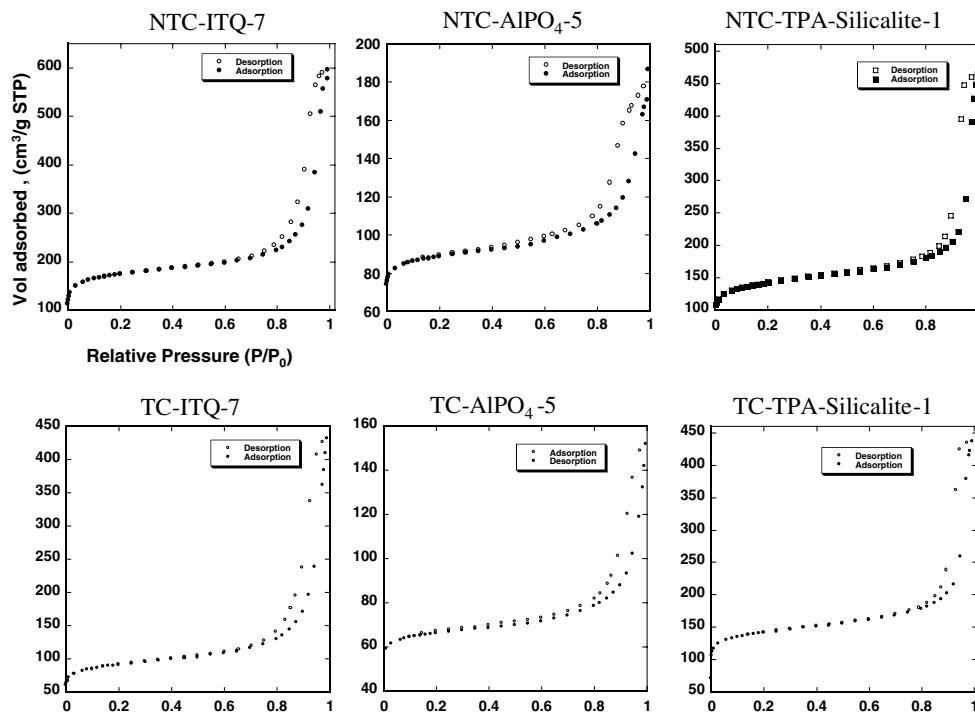 NTC-ITQ-7
NTC-AlPO4-5
NTC-TPA-Silicalite-1
Vol adsorbed , (cm³/g STP)
600
500
400
300
200
100
Desorption
Adsorption
0 0.2 0.4 0.6 0.8 1
Relative Pressure (P/P0)
200
180
160
140
120
100
80
60
Desorption
Adsorption
0 0.2 0.4 0.6 0.8 1
500
450
400
350
300
250
200
150
100
Desorption
Adsorption
0 0.2 0.4 0.6 0.8
TC-ITQ-7
TC-AlPO4-5
TC-TPA-Silicalite-1
450
400
350
300
250
200
150
100
50
Desorption
Adsorption
0 0.2 0.4 0.6 0.8 1
160
140
120
100
80
60
40
Adsorption
Desorption
0 0.2 0.4 0.6 0.8 1
450
400
350
300
250
200
150
100
50
Desorption
Adsorption
0 0.2 0.4 0.6 0.8 1